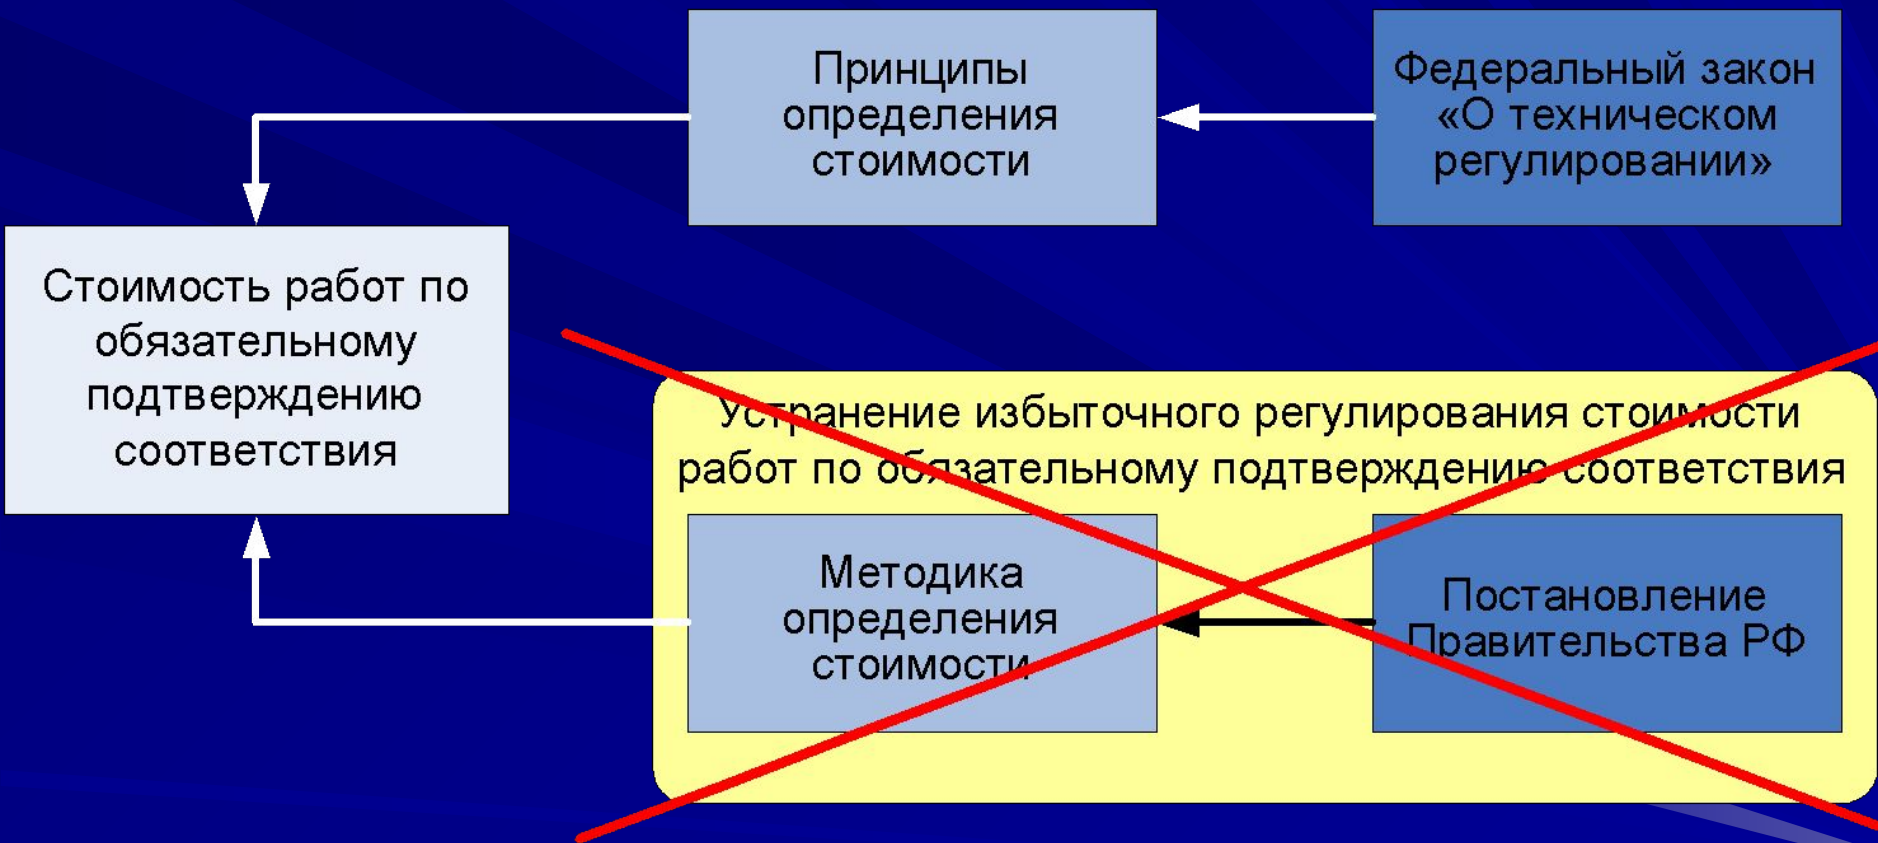 Принципы
определения
стоимости
Федеральный закон
«О техническом
регулировании»
Стоимость работ по
обязательному
подтверждению
соответствия
Устранение избыточного регулирования стоимости
работ по обязательному подтверждению соответствия
Методика
определения
стоимости
Постановление
Правительства РФ